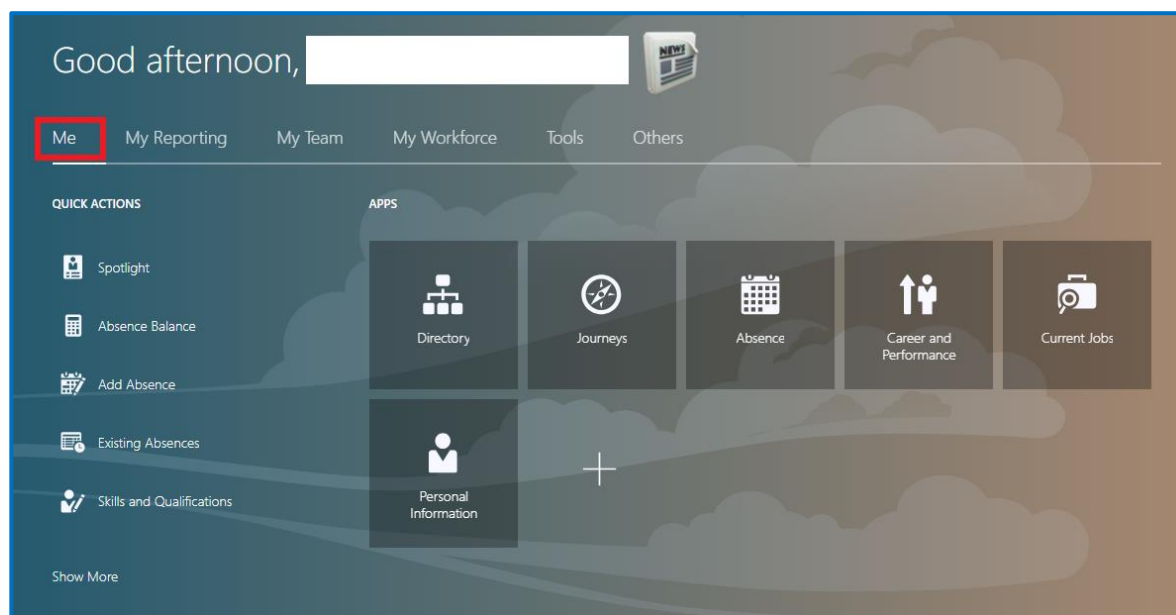 Good afternoon,
NEWS
Me My Reporting My Team My Workforce Tools Others
QUICK ACTIONS
APPS
Spotlight
Absence Balance
Add Absence
Existing Absences
Skills and Qualifications
Show More
Directory
Journeys
Absence
Career and
Performance
Current Jobs
Personal
Information